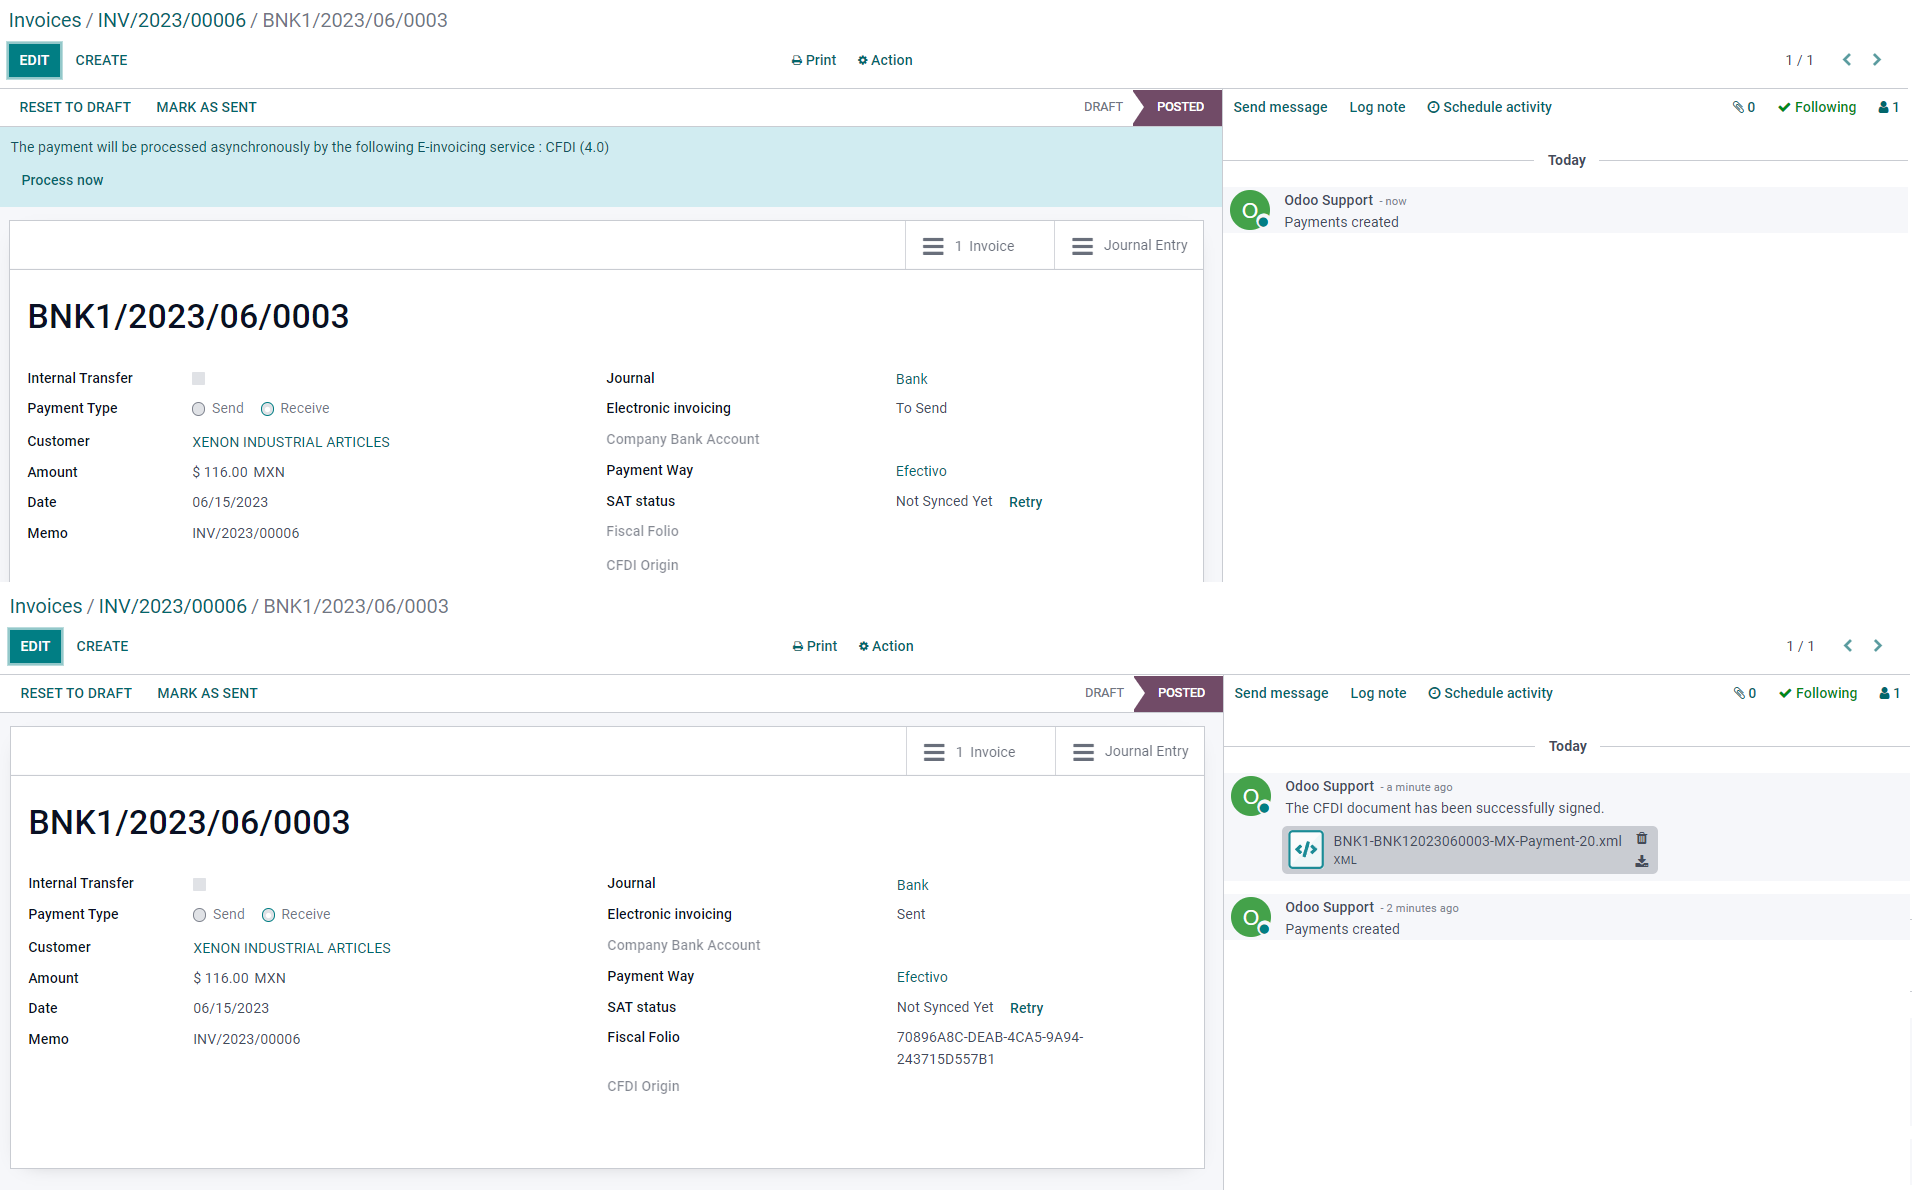 Invoices / INV/2023/00006 / BNK1/2023/06/0003
EDIT CREATE Print Action 1 / 1
RESET TO DRAFT MARK AS SENT DRAFT POSTED Send message Log note Schedule activity 0 Following 1
The payment will be processed asynchronously by the following E-invoicing service : CFDI (4.0)
Process now
Today
Odoo Support - now
Payments created
1 Invoice Journal Entry
BNK1/2023/06/0003
Internal Transfer
Payment Type Send Receive
Customer XENON INDUSTRIAL ARTICLES
Amount $ 116.00 MXN
Date 06/15/2023
Memo INV/2023/00006
Journal Bank
Electronic invoicing To Send
Company Bank Account
Payment Way Efectivo
SAT status Not Synced Yet Retry
Fiscal Folio
CFDI Origin
Invoices / INV/2023/00006 / BNK1/2023/06/0003
EDIT CREATE Print Action 1 / 1
RESET TO DRAFT MARK AS SENT DRAFT POSTED Send message Log note Schedule activity 0 Following 1
Today
Odoo Support - a minute ago
The CFDI document has been successfully signed.
BNK1-BNK12023060003-MX-Payment-20.xml
XML
Odoo Support - 2 minutes ago
Payments created
1 Invoice Journal Entry
BNK1/2023/06/0003
Internal Transfer
Payment Type Send Receive
Customer XENON INDUSTRIAL ARTICLES
Amount $ 116.00 MXN
Date 06/15/2023
Memo INV/2023/00006
Journal Bank
Electronic invoicing Sent
Company Bank Account
Payment Way Efectivo
SAT status Not Synced Yet Retry
Fiscal Folio 70896A8C-DEAB-4CA5-9A94-
243715D557B1
CFDI Origin